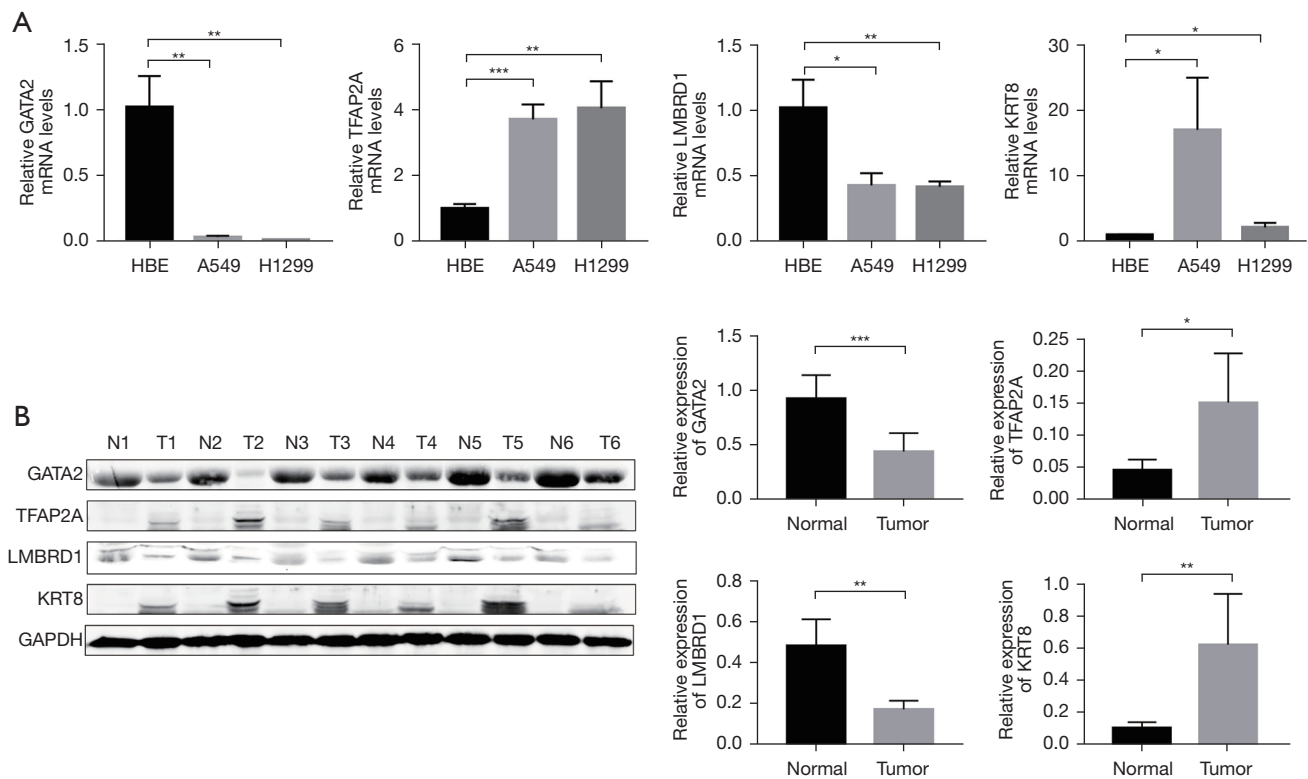 A
Relative GATA2
mRNA levels
1.5
1.0
0.5
0.0
**
**
HBE A549 H1299
Relative TFAP2A
mRNA levels
6
4
2
0
**
***
HBE A549 H1299
Relative LMBRD1
mRNA levels
1.5
1.0
0.5
0.0
**
*
HBE A549 H1299
Relative KRT8
mRNA levels
30
20
10
0
*
*
HBE A549 H1299
B
N1 T1 N2 T2 N3 T3 N4 T4 N5 T5 N6 T6
GATA2
TFAP2A
LMBRD1
KRT8
GAPDH
Relative expression
of GATA2
1.5
1.0
0.5
0.0
***
Normal Tumor
Relative expression
of TFAP2A
0.25
0.20
0.15
0.10
0.05
0.00
*
Normal Tumor
Relative expression
of LMBRD1
0.8
0.6
0.4
0.2
0.0
**
Normal Tumor
Relative expression
of KRT8
1.0
0.8
0.6
0.4
0.2
0.0
**
Normal Tumor